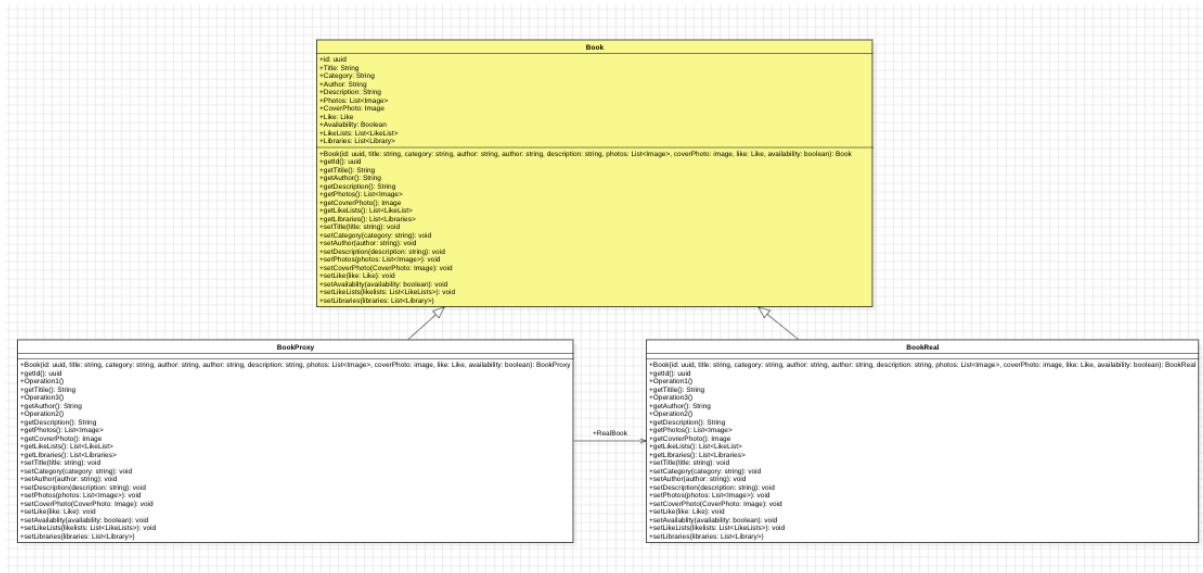 Book
+id: uuid
+Title: String
+Category: String
+Author: String
+Description: String
+Photos: List<Image>
+CoverPhoto: Image
+Like: Like
+Availability: Boolean
+LikeLists: List<LikeList>
+Libraries: List<Library>
+Book(id: uuid, title: string, category: string, author: string, author: string, description: string, photos: List<Image>, coverPhoto: image, like: Like, availability: boolean): Book
+getId(): uuid
+getTitile(): String
+getAuthor(): String
+getDescription(): String
+getPhotos(): List<Image>
+getCovrerPhoto(): Image
+getLikeLists(): List<LikeList>
+getLIbraries(): List<Libraries>
+setTitle(title: string): void
+setCategory(category: string): void
+setAuthor(author: string): void
+setDescription(description: string): void
+setPhotos(photos: List<Image>): void
+setCoverPhoto(CoverPhoto: Image): void
+setLike(like: Like): void
+setAvailablity(availability: boolean): void
+setLikeLists(likelists: List<LikeLists>): void
+setLibraries(libraries: List<Library>)
BookProxy
+Book(id: uuid, title: string, category: string, author: string, author: string, description: string, photos: List<Image>, coverPhoto: image, like: Like, availability: boolean): BookProxy
+getId(): uuid
+Operation1()
+getTitile(): String
+Operation3()
+getAuthor(): String
+Operation2()
+getDescription(): String
+getPhotos(): List<Image>
+getCovrerPhoto(): Image
+getLikeLists(): List<LikeList>
+getLIbraries(): List<Libraries>
+setTitle(title: string): void
+setCategory(category: string): void
+setAuthor(author: string): void
+setDescription(description: string): void
+setPhotos(photos: List<Image>): void
+setCoverPhoto(CoverPhoto: Image): void
+setLike(like: Like): void
+setAvailablity(availability: boolean): void
+setLikeLists(likelists: List<LikeLists>): void
+setLibraries(libraries: List<Library>)
+RealBook
BookReal
+Book(id: uuid, title: string, category: string, author: string, author: string, description: string, photos: List<Image>, coverPhoto: image, like: Like, availability: boolean): BookReal
+getId(): uuid
+Operation1()
+getTitile(): String
+Operation3()
+getAuthor(): String
+Operation2()
+getDescription(): String
+getPhotos(): List<Image>
+getCovrerPhoto(): Image
+getLikeLists(): List<LikeList>
+getLIbraries(): List<Libraries>
+setTitle(title: string): void
+setCategory(category: string): void
+setAuthor(author: string): void
+setDescription(description: string): void
+setPhotos(photos: List<Image>): void
+setCoverPhoto(CoverPhoto: Image): void
+setLike(like: Like): void
+setAvailablity(availability: boolean): void
+setLikeLists(likelists: List<LikeLists>): void
+setLibraries(libraries: List<Library>)